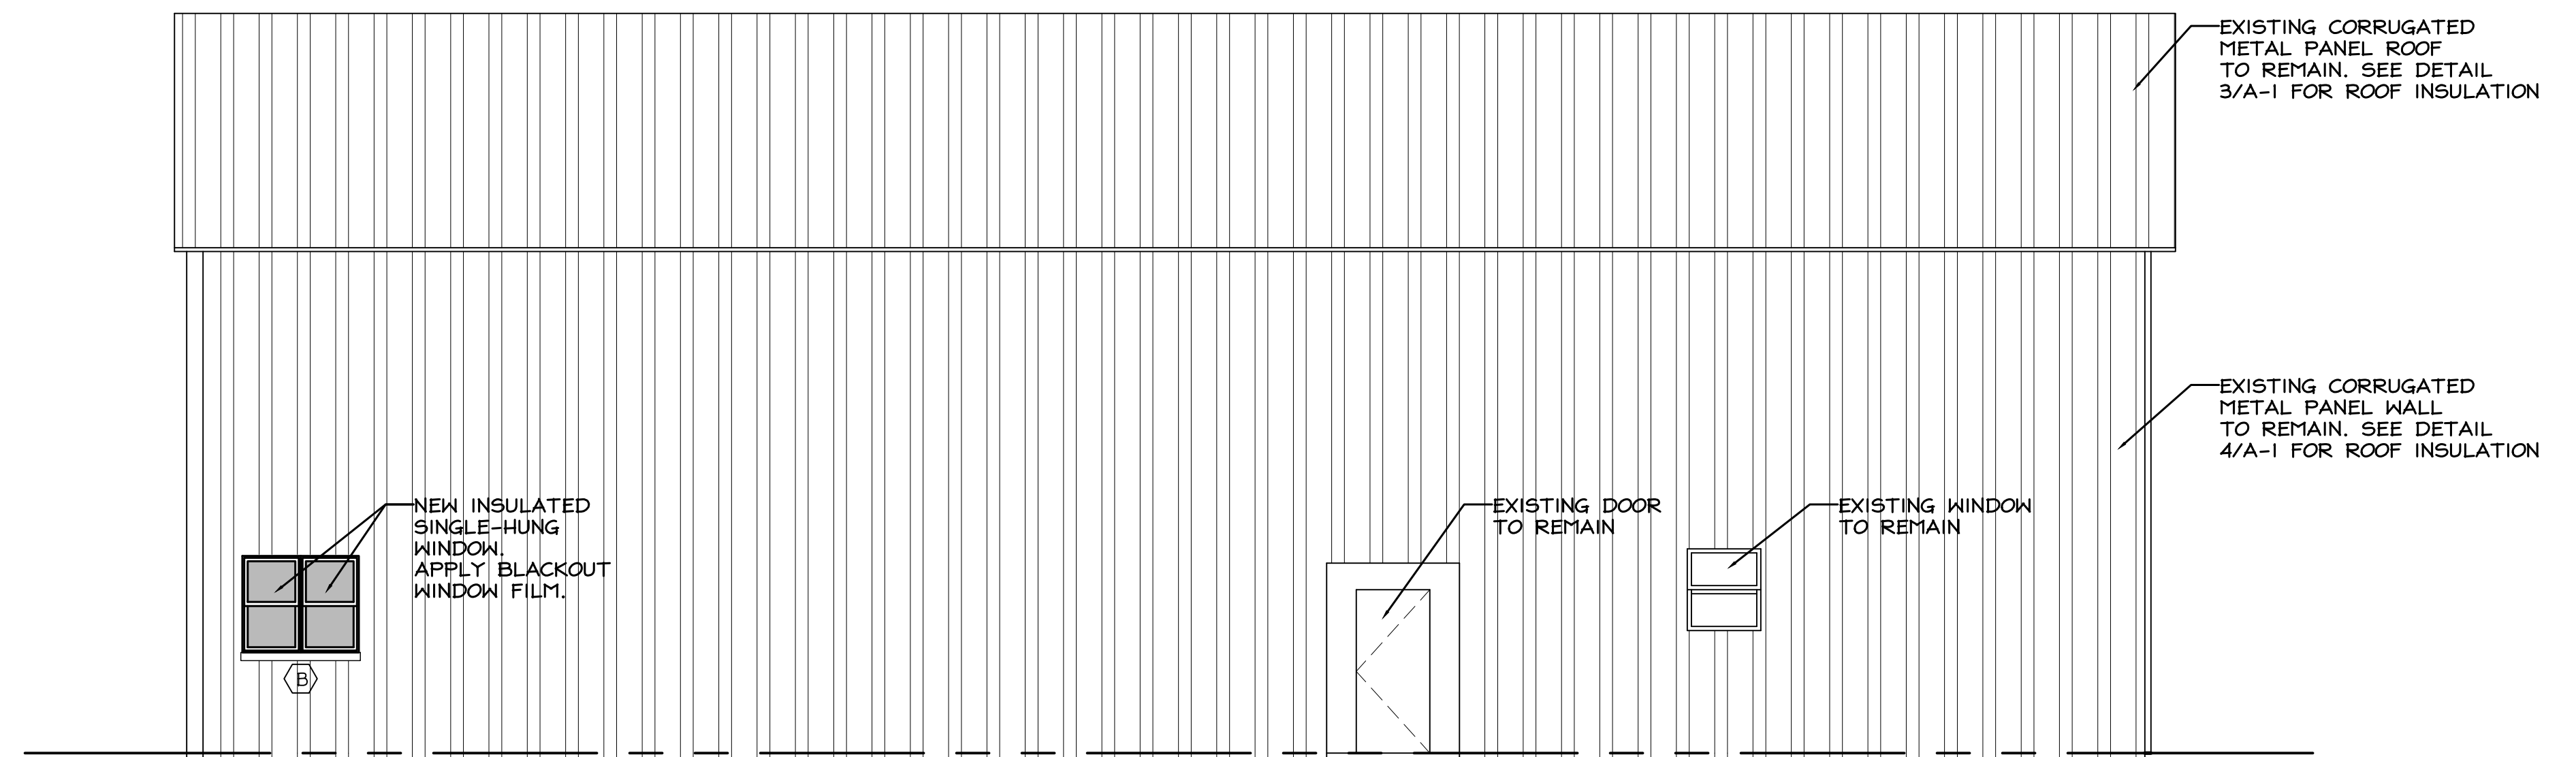 EXISTING CORRUGATED
METAL PANEL ROOF
TO REMAIN. SEE DETAIL
3/A-1 FOR ROOF INSULATION
EXISTING CORRUGATED
METAL PANEL WALL
TO REMAIN. SEE DETAIL
4/A-1 FOR ROOF INSULATION
NEW INSULATED
SINGLE-HUNG
WINDOW.
APPLY BLACKOUT
WINDOW FILM.
EXISTING DOOR
TO REMAIN
EXISTING WINDOW
TO REMAIN
B